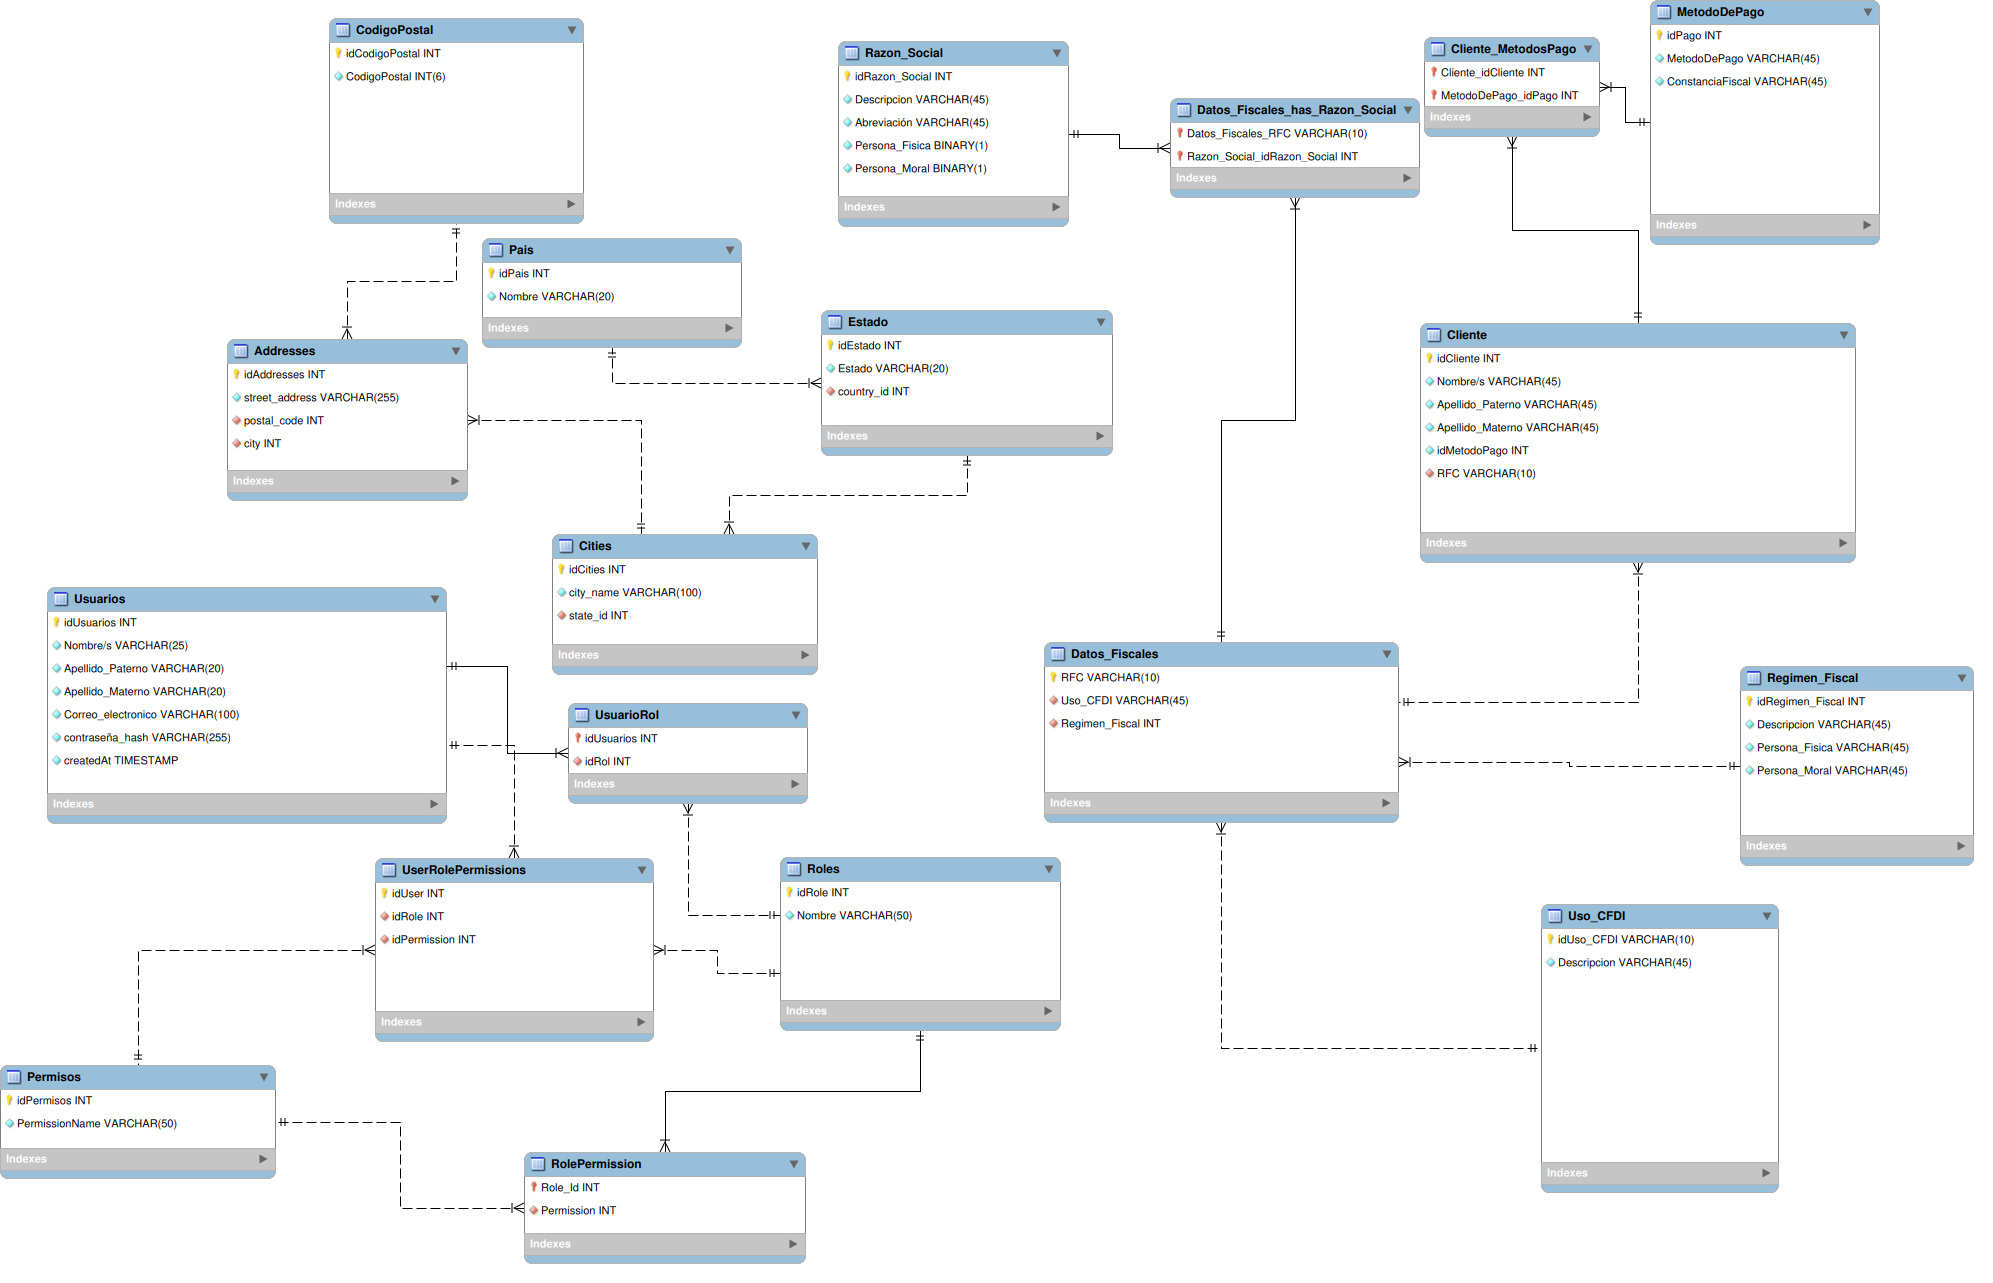 CodigoPostal
idCodigoPostal INT
CodigoPostal INT(6)
Indexes
Razon_Social
idRazon_Social INT
Descripcion VARCHAR(45)
Abreviación VARCHAR(45)
Persona_Fisica BINARY(1)
Persona_Moral BINARY(1)
Indexes
Datos_Fiscales_has_Razon_Social
Datos_Fiscales_RFC VARCHAR(10)
Razon_Social_idRazon_Social INT
Indexes
Cliente_MetodosPago
Cliente_idCliente INT
MetodoDePago_idPago INT
Indexes
MetodoDePago
idPago INT
MetodoDePago VARCHAR(45)
ConstanciaFiscal VARCHAR(45)
Indexes
Pais
idPais INT
Nombre VARCHAR(20)
Indexes
Estado
idEstado INT
Estado VARCHAR(20)
country_id INT
Indexes
Addresses
idAddresses INT
street_address VARCHAR(255)
postal_code INT
city INT
Indexes
Cliente
idCliente INT
Nombre/s VARCHAR(45)
Apellido_Paterno VARCHAR(45)
Apellido_Materno VARCHAR(45)
idMetodoPago INT
RFC VARCHAR(10)
Indexes
Cities
idCities INT
city_name VARCHAR(100)
state_id INT
Indexes
Usuarios
idUsuarios INT
Nombre/s VARCHAR(25)
Apellido_Paterno VARCHAR(20)
Apellido_Materno VARCHAR(20)
Correo_electronico VARCHAR(100)
contraseña_hash VARCHAR(255)
createdAt TIMESTAMP
Indexes
UsuarioRol
idUsuarios INT
idRol INT
Indexes
Datos_Fiscales
RFC VARCHAR(10)
Uso_CFDI VARCHAR(45)
Regimen_Fiscal INT
Indexes
Regimen_Fiscal
idRegimen_Fiscal INT
Descripcion VARCHAR(45)
Persona_Fisica VARCHAR(45)
Persona_Moral VARCHAR(45)
Indexes
UserRolePermissions
idUser INT
idRole INT
idPermission INT
Indexes
Roles
idRole INT
Nombre VARCHAR(50)
Indexes
Uso_CFDI
idUso_CFDI VARCHAR(10)
Descripcion VARCHAR(45)
Indexes
Permisos
idPermisos INT
PermissionName VARCHAR(50)
Indexes
RolePermission
Role_Id INT
Permission INT
Indexes